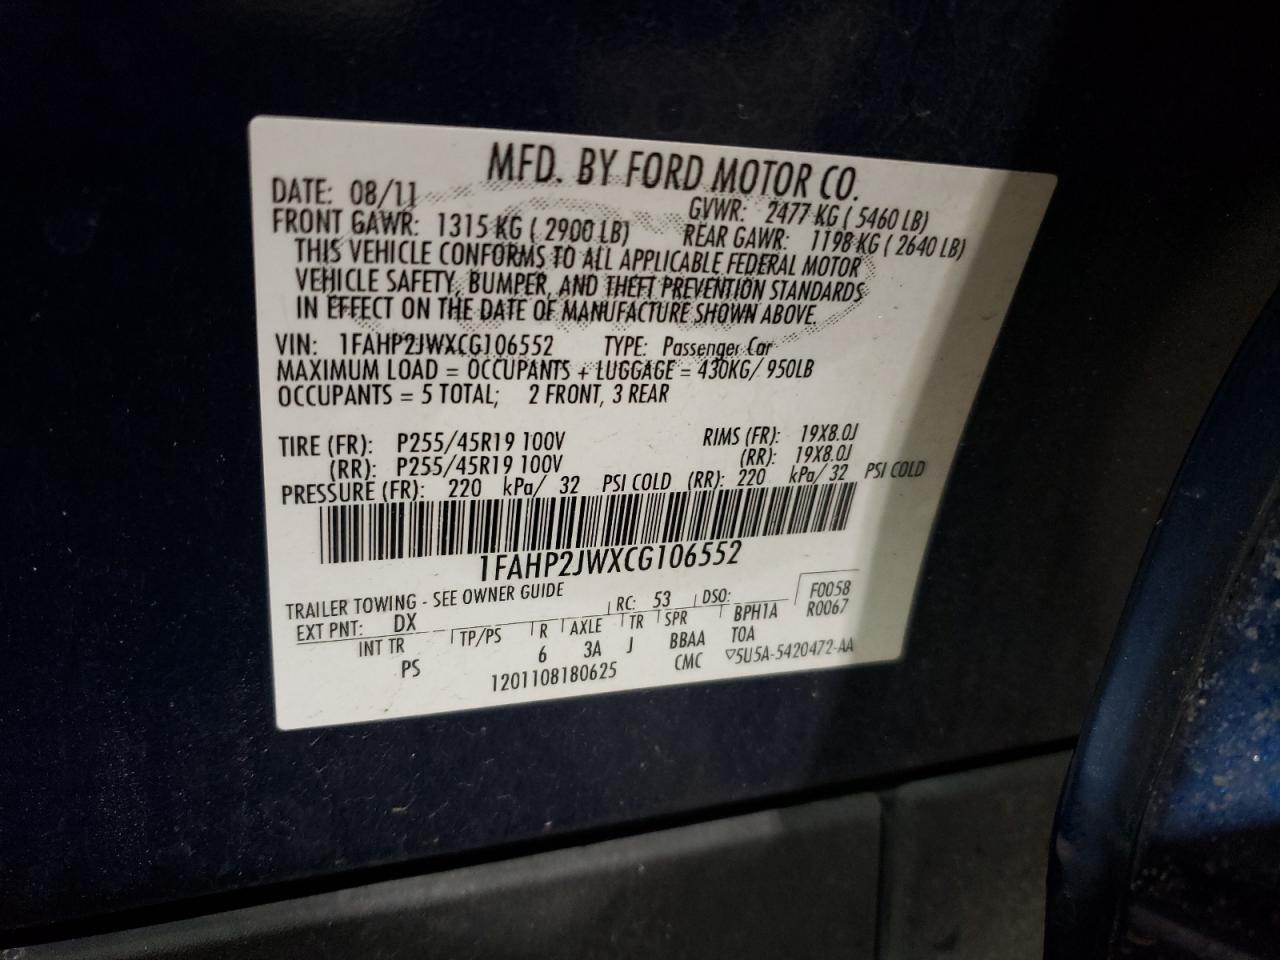 MFD. BY FORD MOTOR CO.
DATE: 08/11 GVWR: 2477 KG ( 5460 LB)
FRONT GAWR: 1315 KG ( 2900 LB) REAR GAWR: 1198 KG ( 2640 LB)
THIS VEHICLE CONFORMS TO ALL APPLICABLE FEDERAL MOTOR
VEHICLE SAFETY, BUMPER, AND THEFT PREVENTION STANDARDS
IN EFFECT ON THE DATE OF MANUFACTURE SHOWN ABOVE.
VIN: 1FAHP2JWXCG106552 TYPE: Passenger Car
MAXIMUM LOAD = OCCUPANTS + LUGGAGE = 430KG/ 950LB
OCCUPANTS = 5 TOTAL; 2 FRONT, 3 REAR
TIRE (FR): P255/45R19 100V RIMS (FR): 19X8.0J
(RR): P255/45R19 100V (RR): 19X8.0J
PRESSURE (FR): 220 kPa/ 32 PSI COLD (RR): 220 kPa/ 32 PSI COLD
1FAHP2JWXCG106552
TRAILER TOWING - SEE OWNER GUIDE
EXT PNT: DX RC: 53 DSO: F0058
INT TR TP/PS R AXLE TR SPR BPH1A R0067
PS 6 3A J BBAA TOA
1201108180625 CMC ▽5U5A-5420472-AA